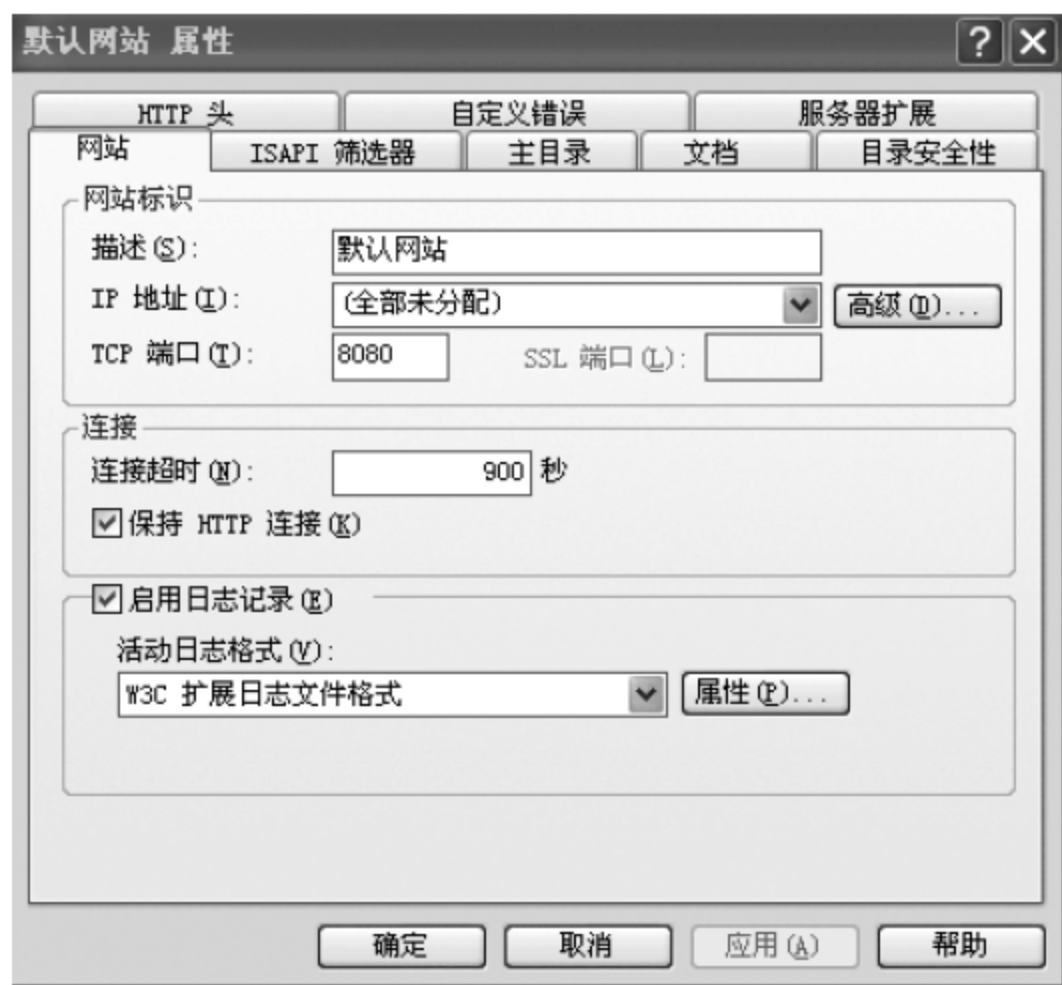 默认网站 属性
HTTP 头 自定义错误 服务器扩展
网站 ISAPI 筛选器 主目录 文档 目录安全性
网站标识
描述(S): 默认网站
IP 地址(I): (全部未分配) 高级(D)...
TCP 端口(T): 8080 SSL 端口(L):
连接
连接超时(N): 900 秒
保持 HTTP 连接(K)
启用日志记录(E)
活动日志格式(V):
W3C 扩展日志文件格式 属性(P)...
确定 取消 应用(A) 帮助